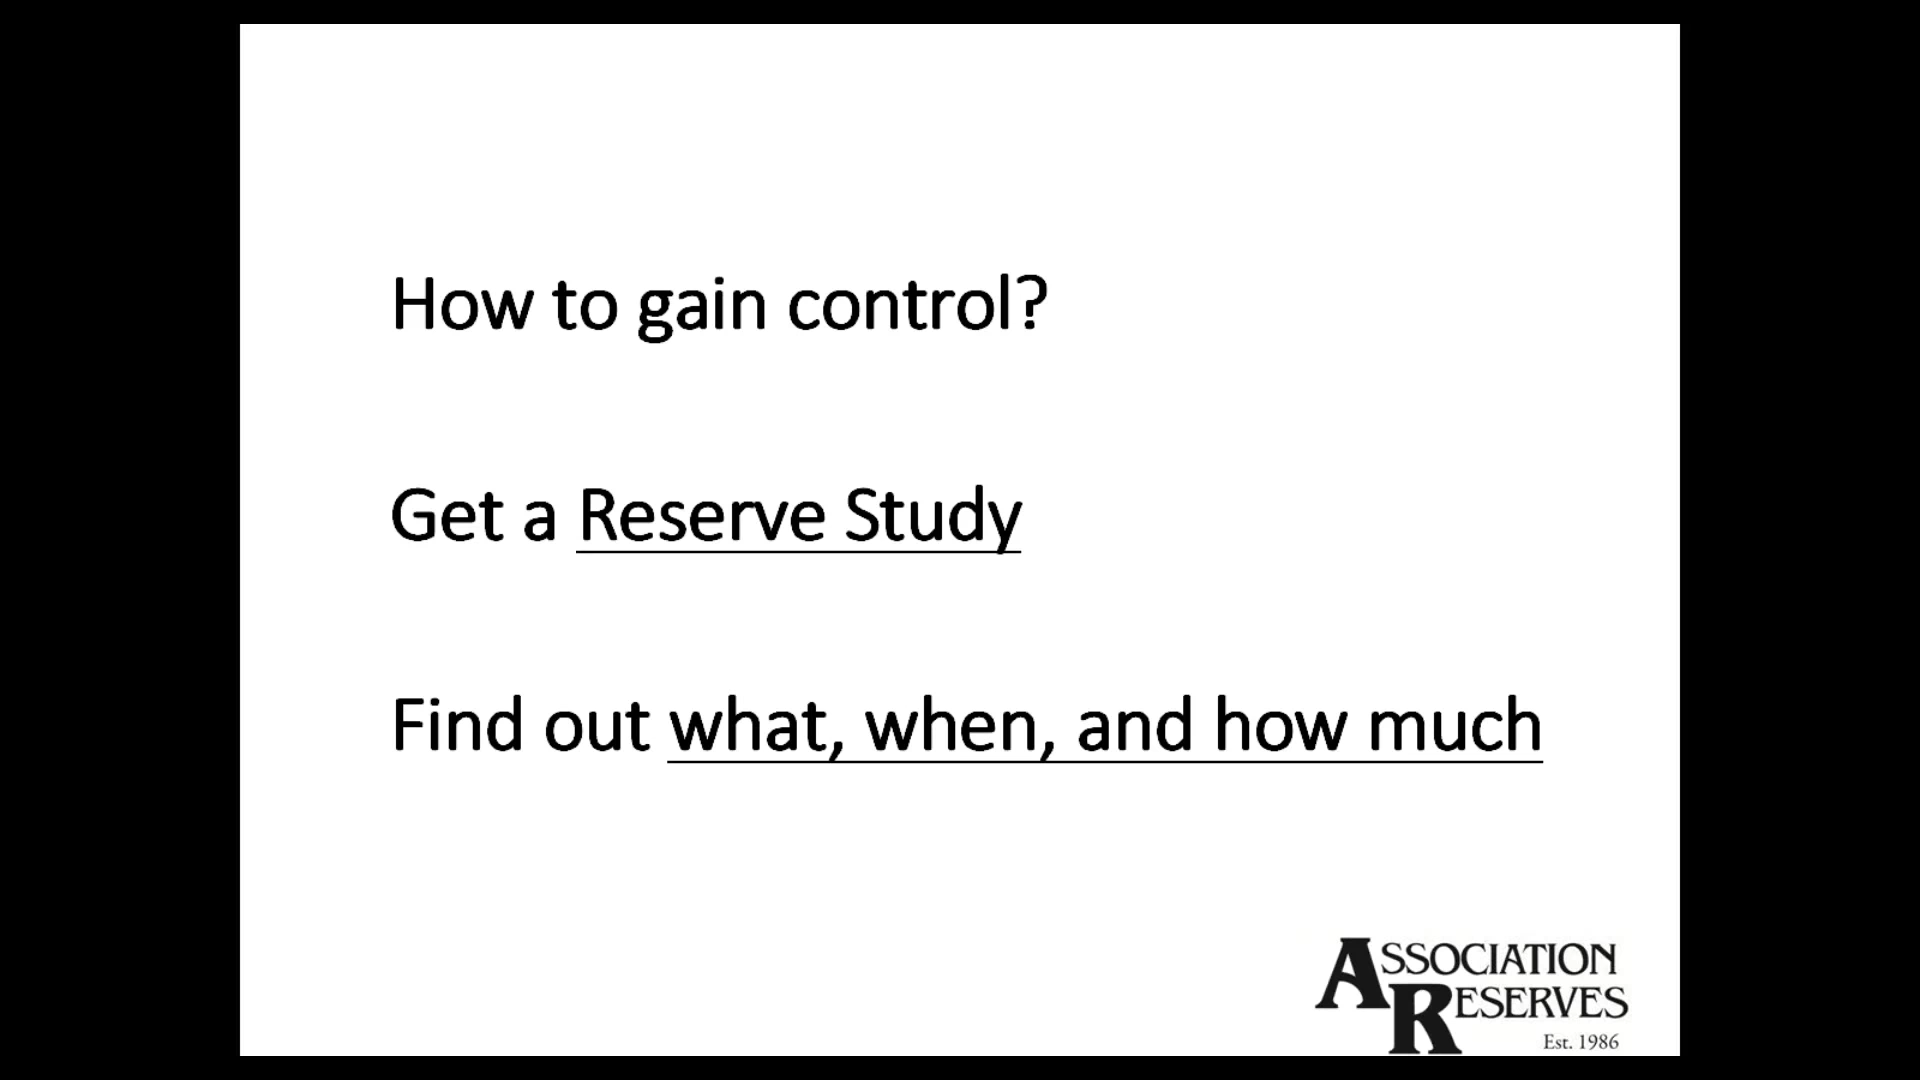 How to gain control?
Get a Reserve Study
Find out what, when, and how much
ASSOCIATION
RESERVES
Est. 1986